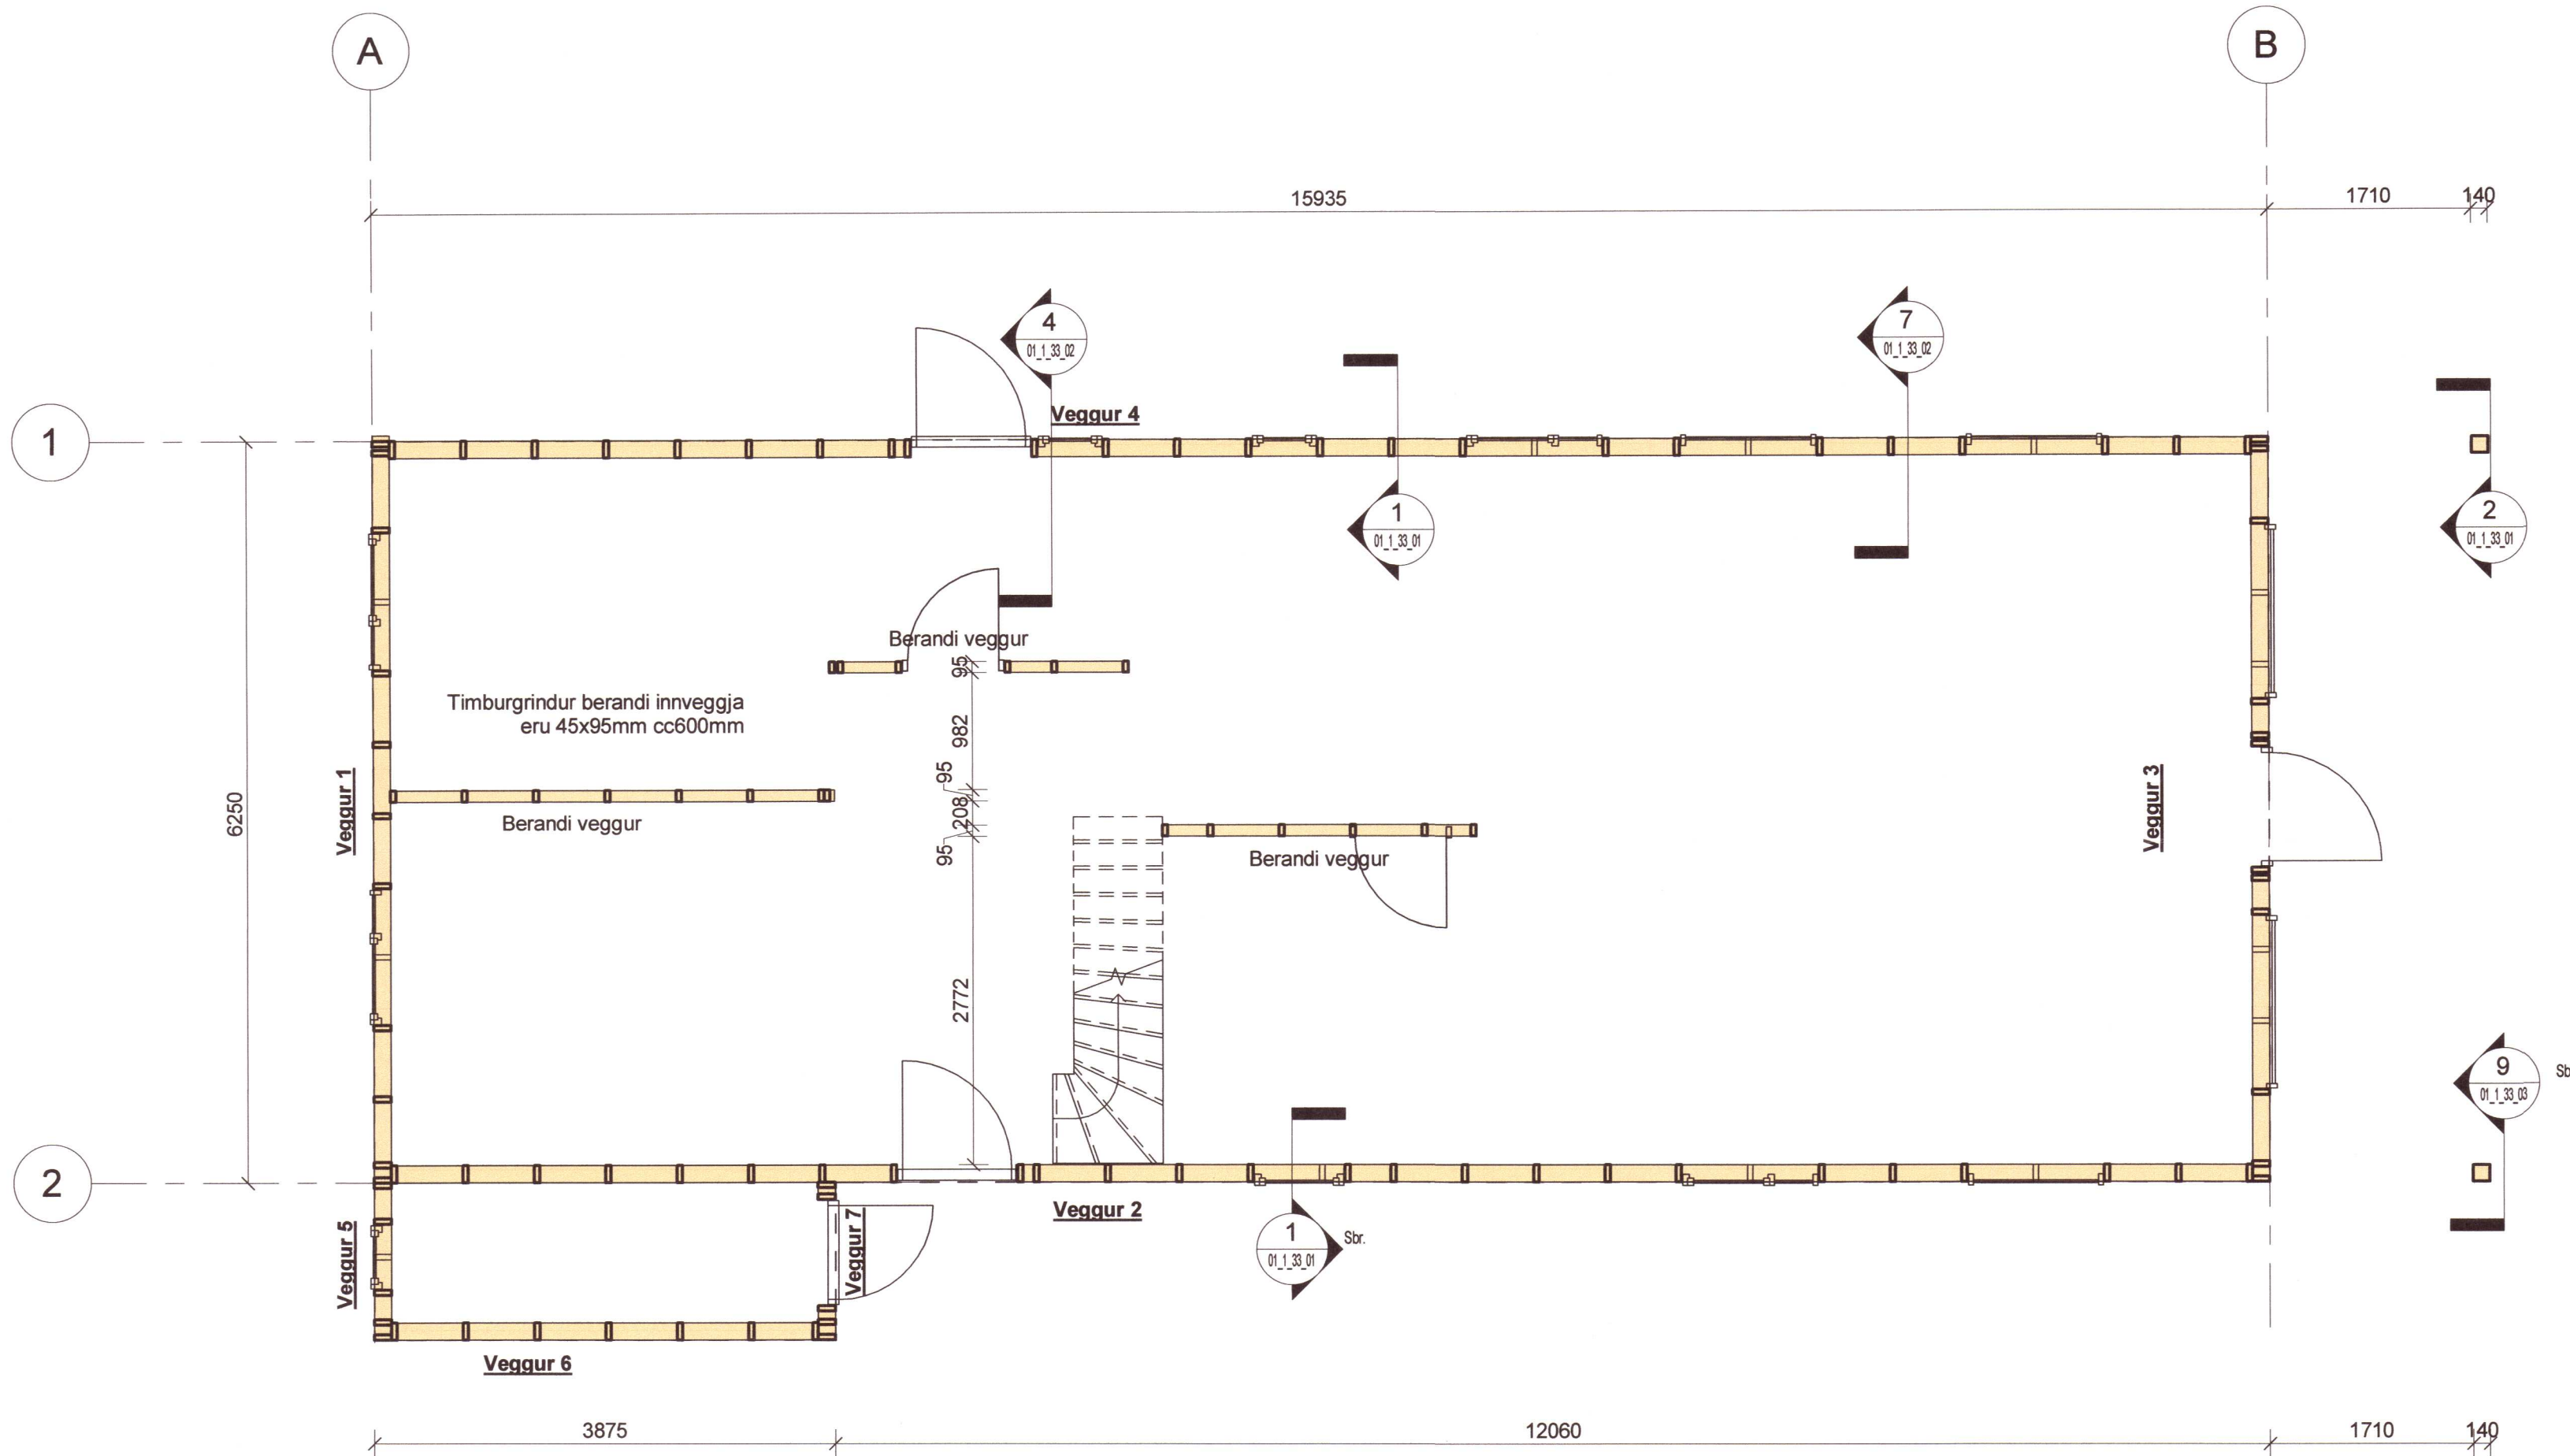 A
B
15935
1710
140
4
01_1_33_02
7
01_1_33_02
Veggur 4
1
1
01_1_33_01
2
01_1_33_01
Berandi veggur
95
Timburgrindur berandi innveggja
eru 45x95mm cc600mm
982
95
Veggur 1
Veggur 3
6250
208
Berandi veggur
95
Berandi veggur
2772
9
01_1_33_03
Sb
2
Veggur 2
Veggur 5
Veggur 7
1
01_1_33_01
Sbr.
Veggur 6
3875
12060
1710
140